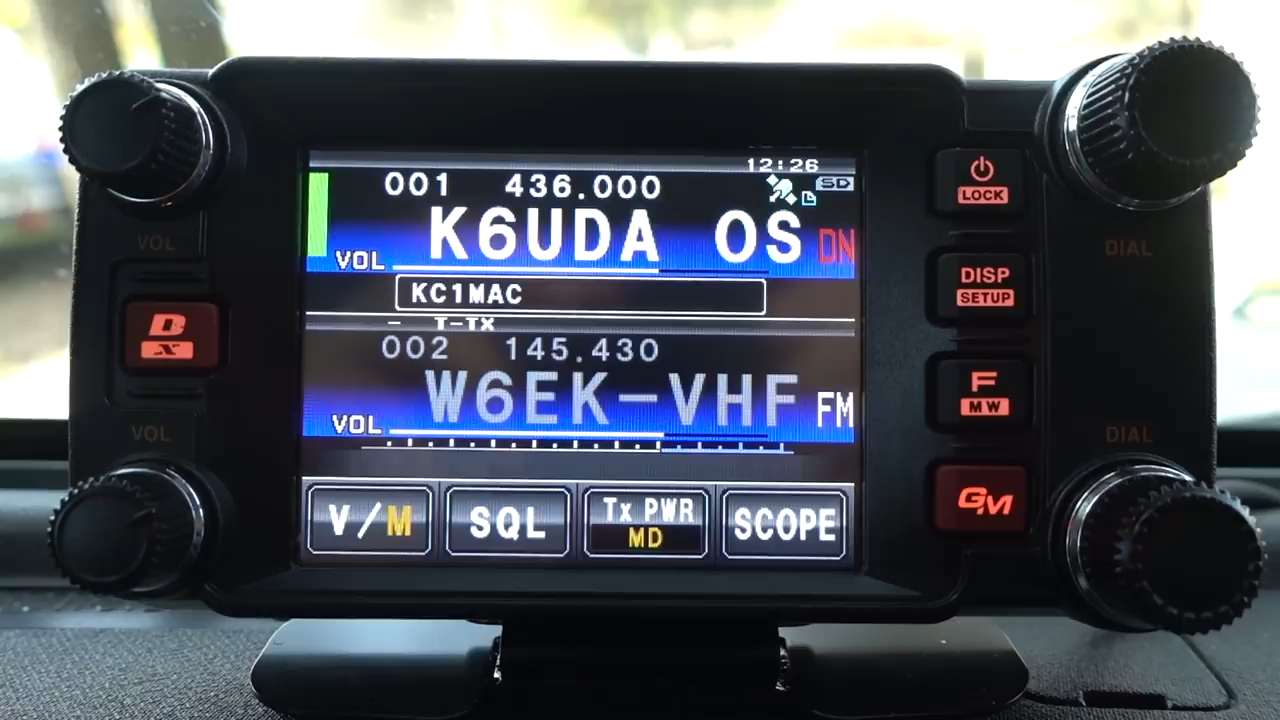 12:26
001 436.000
SD
K6UDA OS DN
VOL
KC1MAC
- T-TX
002 145.430
W6EK-VHF FM
VOL
V/M SQL Tx PWR MD SCOPE
VOL
D X
VOL
LOCK
DISP
SETUP
F
MW
GM
DIAL
DIAL